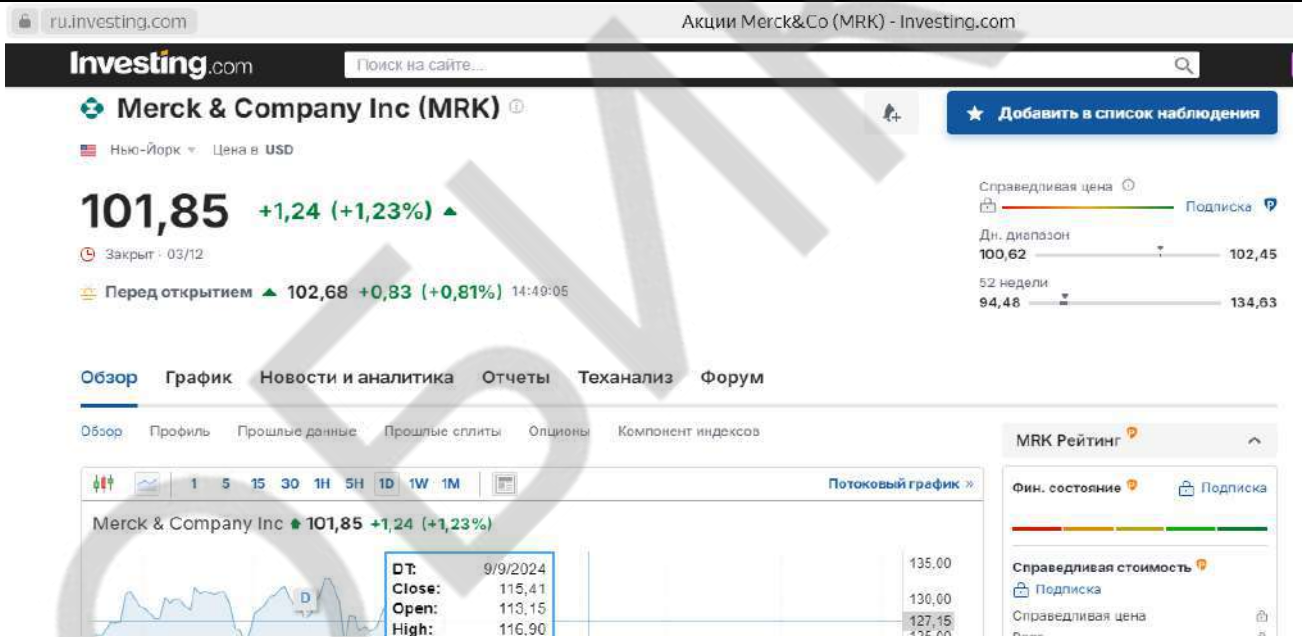 ru.investing.com
Акции Merck&Co (MRK) - Investing.com
Investing.com
Поиск на сайте...
Merck & Company Inc (MRK)
Добавить в список наблюдения
Нью-Йорк
Цена в USD
101,85 +1,24 (+1,23%)
Закрыт · 03/12
Перед открытием 102,68 +0,83 (+0,81%) 14:49:05
Справедливая цена
Подписка
Дн. диапазон
100,62 102,45
52 недели
94,48 134,63
Обзор График Новости и аналитика Отчеты Теханализ Форум
Обзор Профиль Прошлые данные Прошлые сплиты Опционы Компонент индексов
1 5 15 30 1H 5H 1D 1W 1M
Потоковый график »
Merck & Company Inc 101,85 +1,24 (+1,23%)
D
DT: 9/9/2024
Close: 115,41
Open: 113,15
High: 116,90
135,00
130,00
127,15
MRK Рейтинг
Фин. состояние
Подписка
Справедливая стоимость
Подписка
Справедливая цена